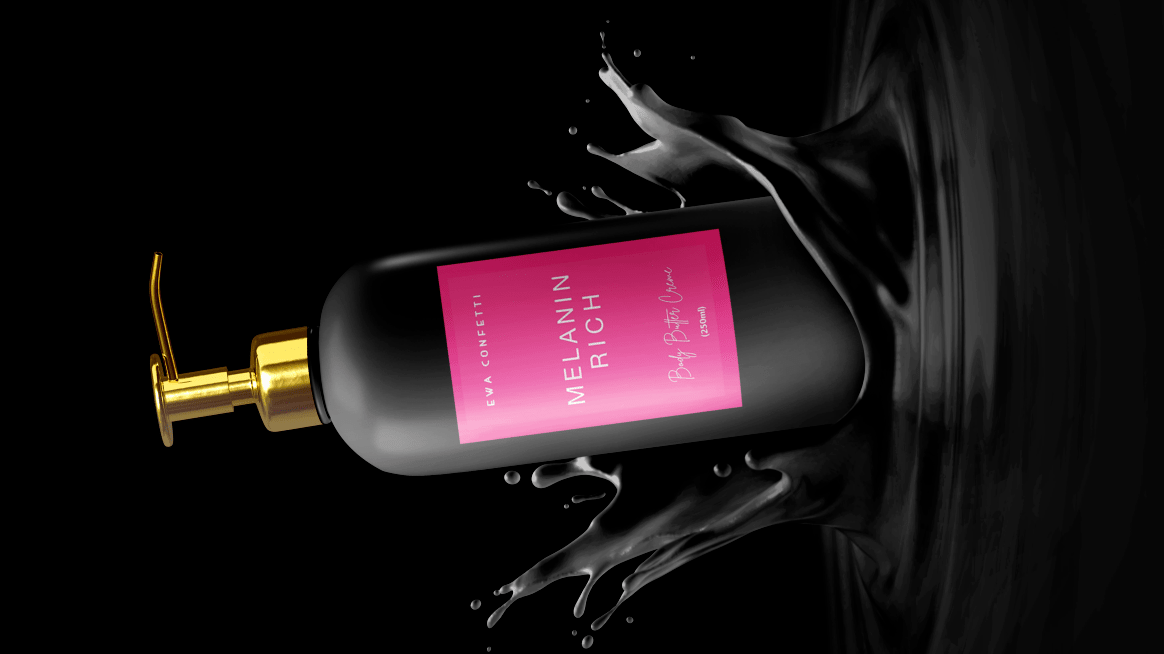 EWA CONFETTI
MELANIN
RICH
Body Butter Creme
(250ml)